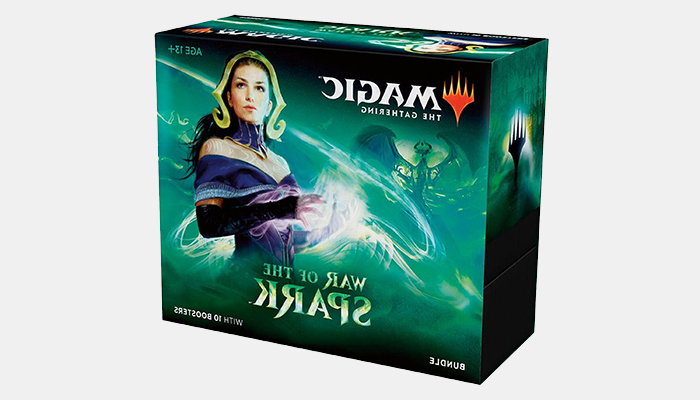 AGE 13+
MAGIC
THE GATHERING
WAR OF THE
SPARK
WITH 10 BOOSTERS
BUNDLE